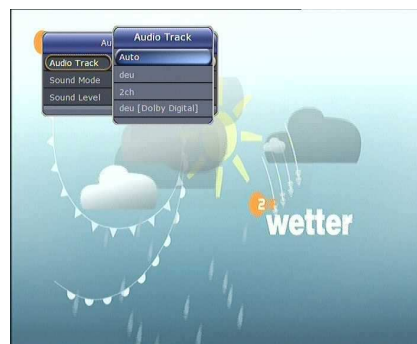 Au
Audio Track
Sound Mode
Sound Level
Audio Track
Auto
deu
2ch
deu [Dolby Digital]
2
wetter